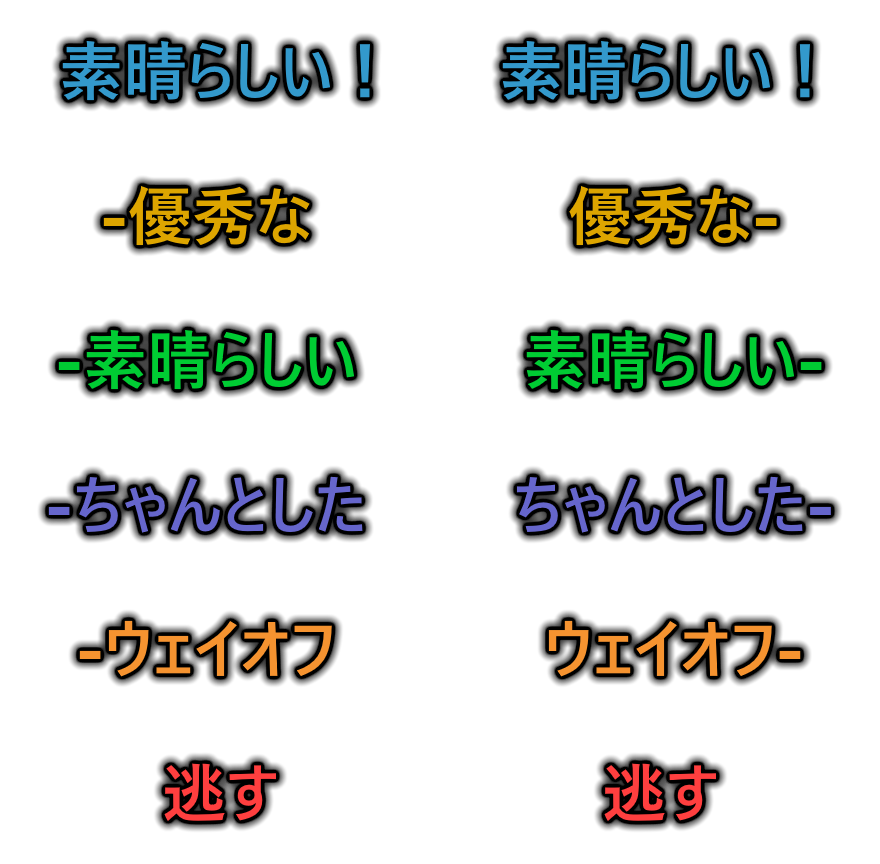 素晴らしい！ 素晴らしい！
-優秀な 優秀な-
-素晴らしい 素晴らしい-
-ちゃんとした ちゃんとした-
-ウェイオフ ウェイオフ-
逃す 逃す